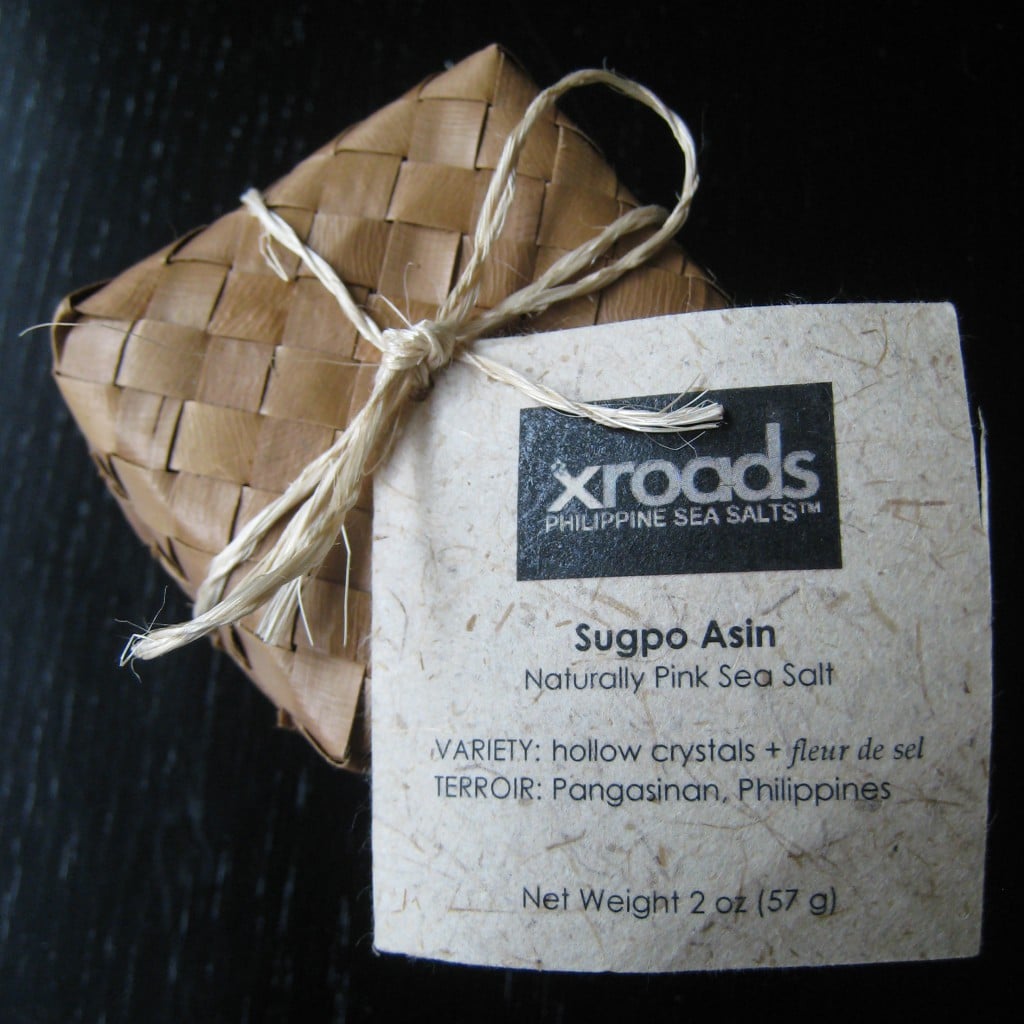 xroads
PHILIPPINE SEA SALTS™
Sugpo Asin
Naturally Pink Sea Salt
VARIETY: hollow crystals + fleur de sel
TERROIR: Pangasinan, Philippines
Net Weight 2 oz (57 g)